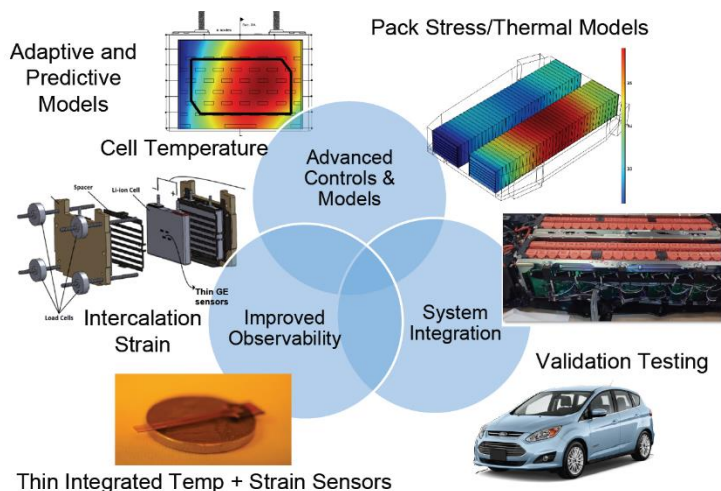 Pack Stress/Thermal Models
Adaptive and
Predictive
Models
Cell Temperature
Advanced
Controls &
Models
Spacer
Li-Ion Cell
Thin GE
sensors
Load Cells
Intercalation
Strain
Improved
Observability
System
Integration
Validation Testing
Thin Integrated Temp + Strain Sensors